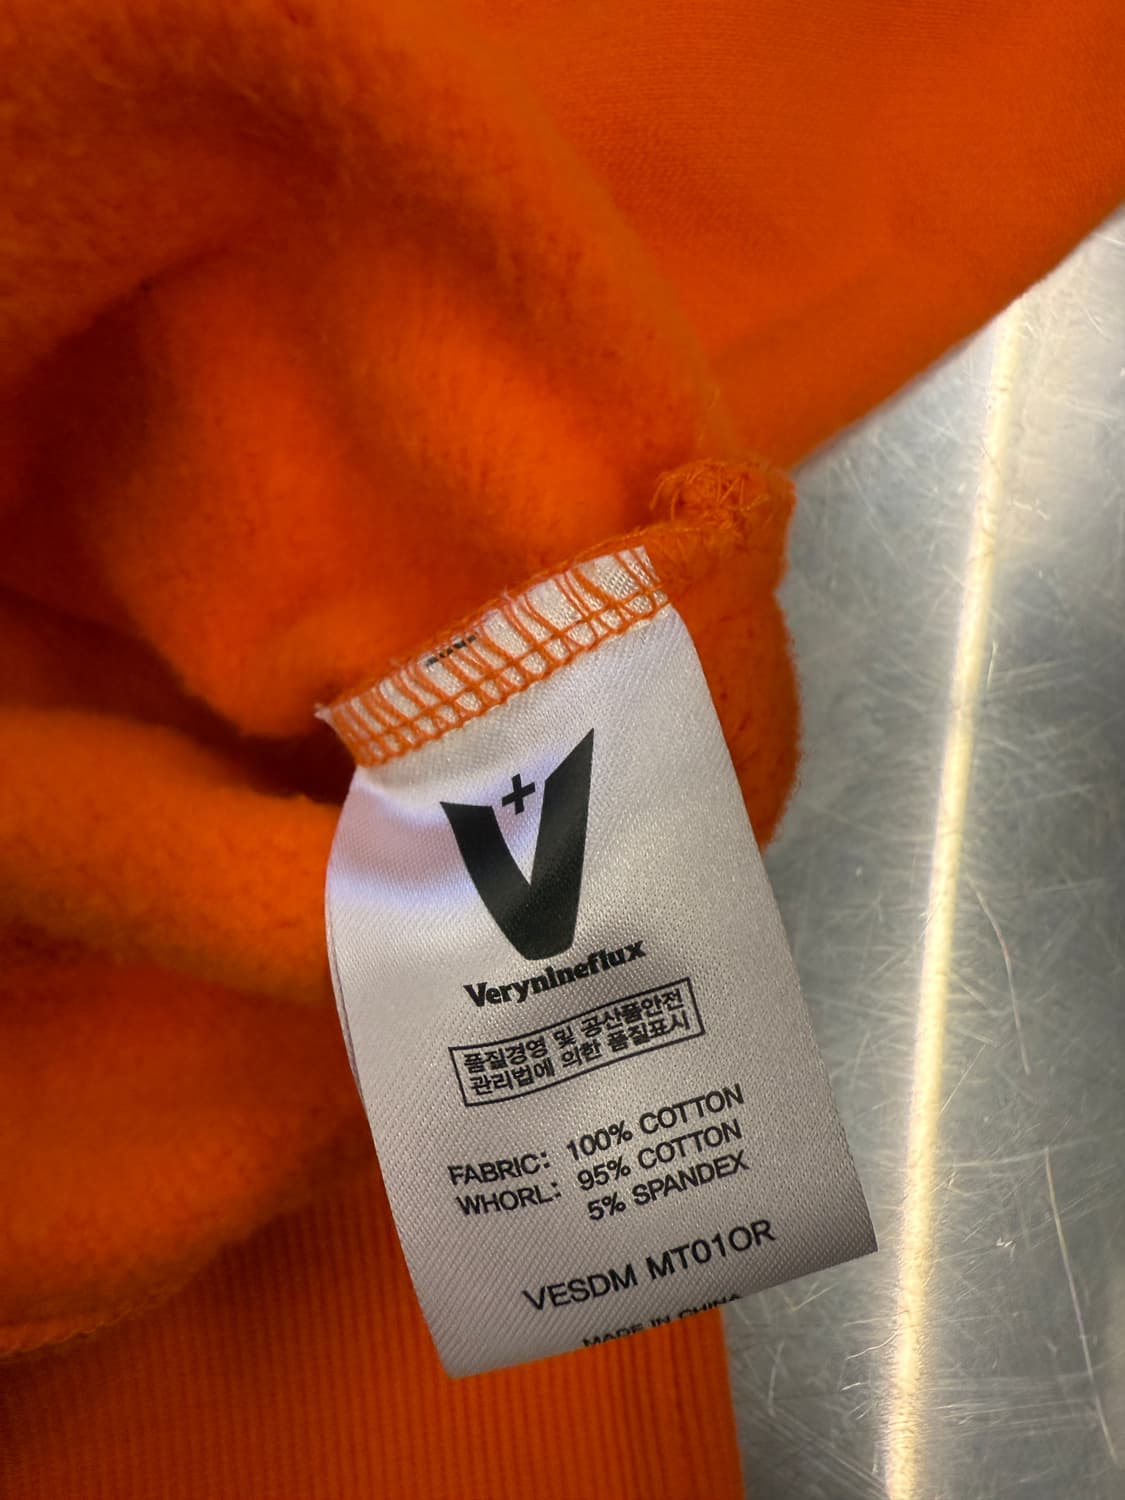 Verynineflux
품질경영 및 공산품안전
관리법에 의한 품질표시
FABRIC: 100% COTTON
WHORL: 95% COTTON
5% SPANDEX
VESDM MT01OR
MADE IN CHINA